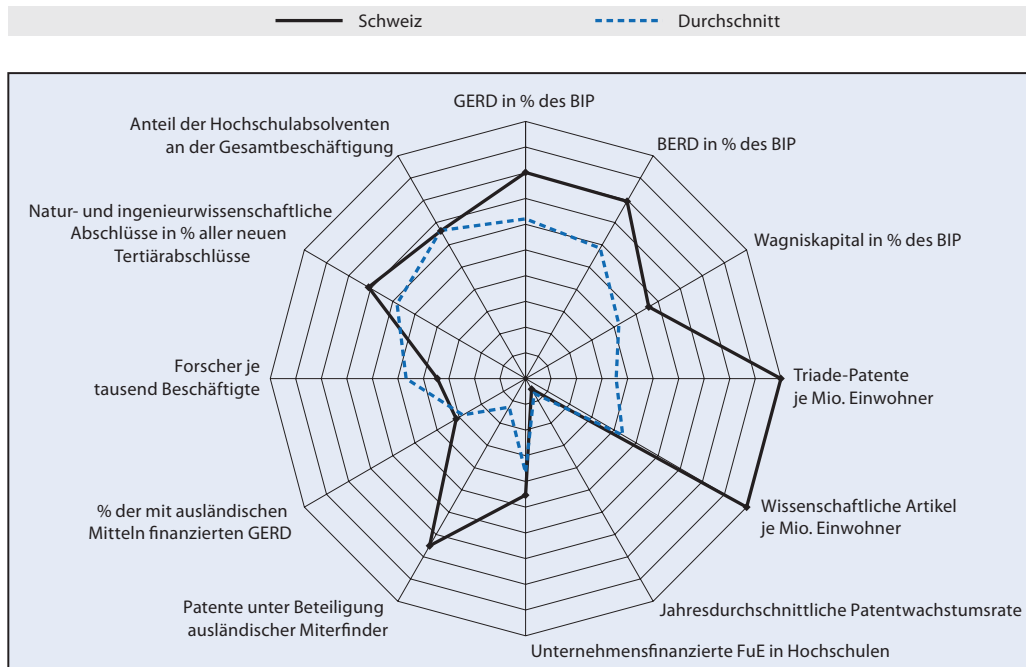 Schweiz
Durchschnitt
GERD in % des BIP
BERD in % des BIP
Wagniskapital in % des BIP
Triade-Patente
je Mio. Einwohner
Wissenschaftliche Artikel
je Mio. Einwohner
Jahresdurchschnittliche Patentwachstumsrate
Unternehmensfinanzierte FuE in Hochschulen
Patente unter Beteiligung
ausländischer Miterfinder
% der mit ausländischen
Mitteln finanzierten GERD
Forscher je
tausend Beschäftigte
Natur- und ingenieurwissenschaftliche
Abschlüsse in % aller neuen
Tertiärabschlüsse
Anteil der Hochschulabsolventen
an der Gesamtbeschäftigung